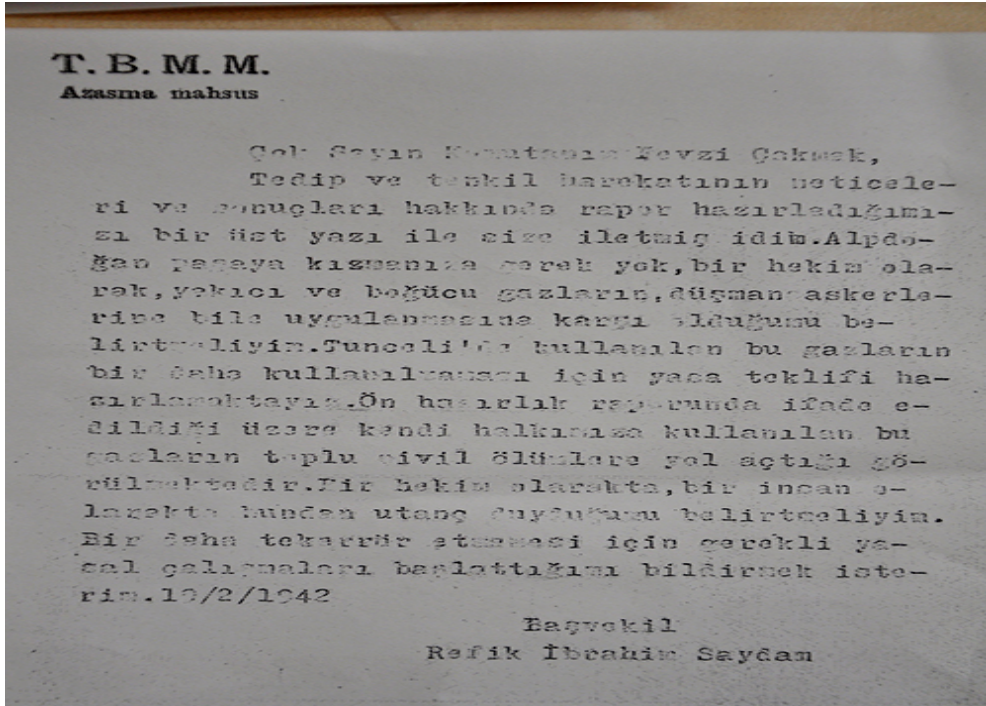 T. B. M. M.
Azasına mahsus
Çok Sayın Komutanım Fevzi Çakmak,
Tedip ve tenkil harekatının neticele-
ri ve sonuçları hakkında rapor hazırladığımı-
zı bir üst yazı ile size iletmiş idim.Alpdo-
ğan paşaya kızmanıza gerek yok,bir hekim ola-
rak,yakıcı ve boğucu gazların,düşman askerle-
rine bile uygulanmasına karşı olduğumu be-
lirtmeliyim.Tunceli'de kullanılan bu gazların
bir daha kullanılmaması için yasa teklifi ha-
zırlamaktayım.Ön hazırlık raporunda ifade e-
dildiği üzere kendi halkımıza kullanılan bu
gazların toplu sivil ölümlere yol açtığı gö-
rülmektedir.Bir hekim olarakta,bir insan o-
larakta bundan utanç duyduğumu belirtmeliyim.
Bir daha tekerrür etmemesi için gerekli ya-
sal çalışmaları başlattığımı bildirmek iste-
rim.19/2/1942
Başvekil
Refik İbrahim Saydam